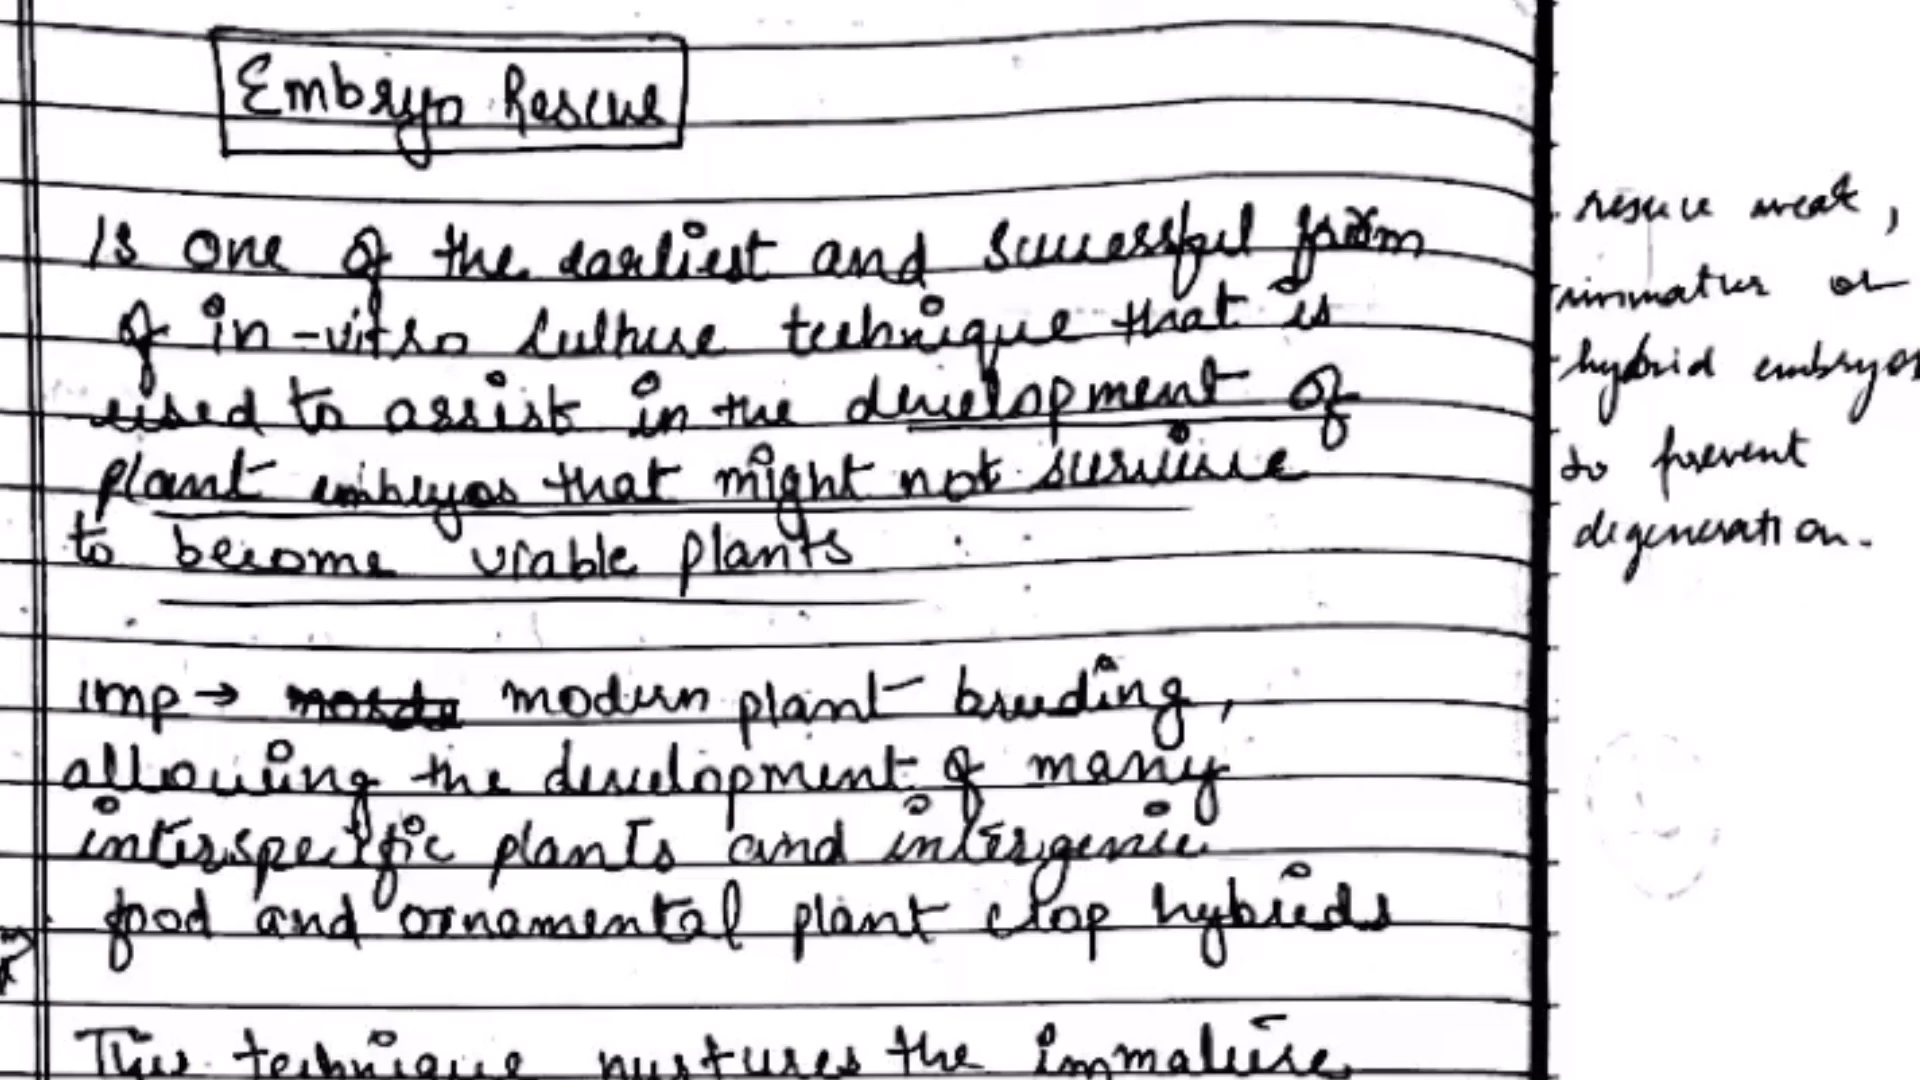 Embryo Rescue
Is one of the earliest and successful form
of in-vitro culture technique that is
used to assist in the development of
plant embryos that might not survive
to become viable plants
imp → modern plant breeding,
allowing the development of many
interspecific plants and intergenic
food and ornamental plant crop hybrids
This technique nurtures the immature
rescue weak,
immature or
hybrid embryos
to prevent
degeneration.